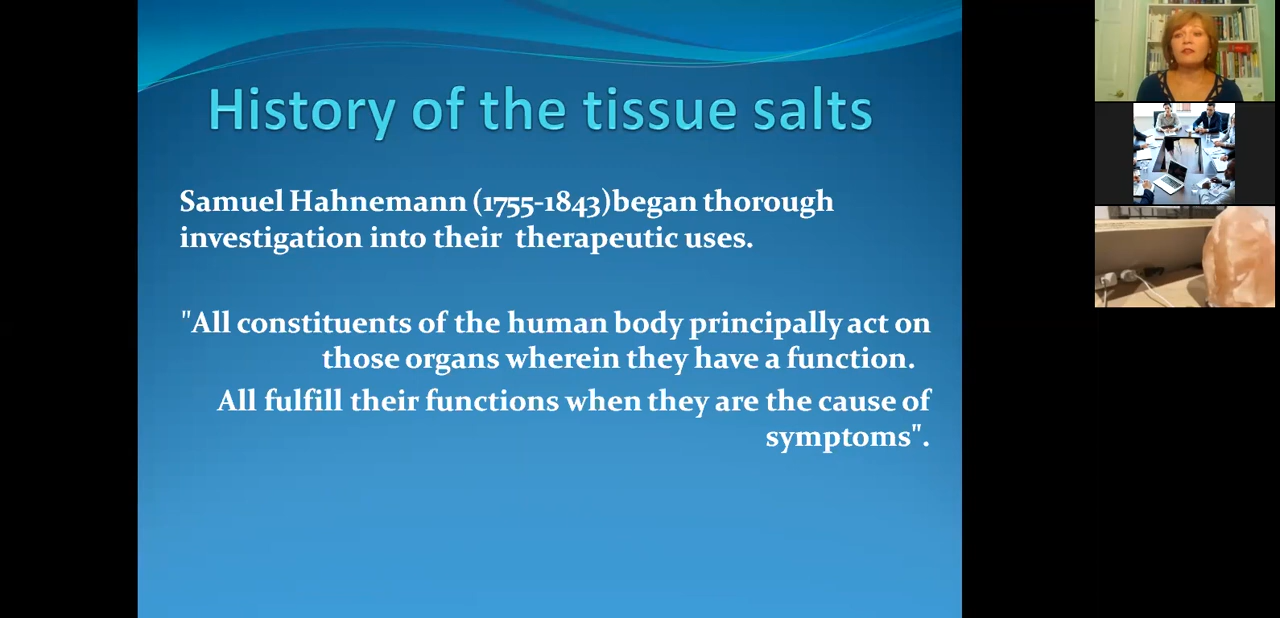 History of the tissue salts
Samuel Hahnemann (1755-1843)began thorough
investigation into their therapeutic uses.
"All constituents of the human body principally act on
those organs wherein they have a function.
All fulfill their functions when they are the cause of
symptoms".